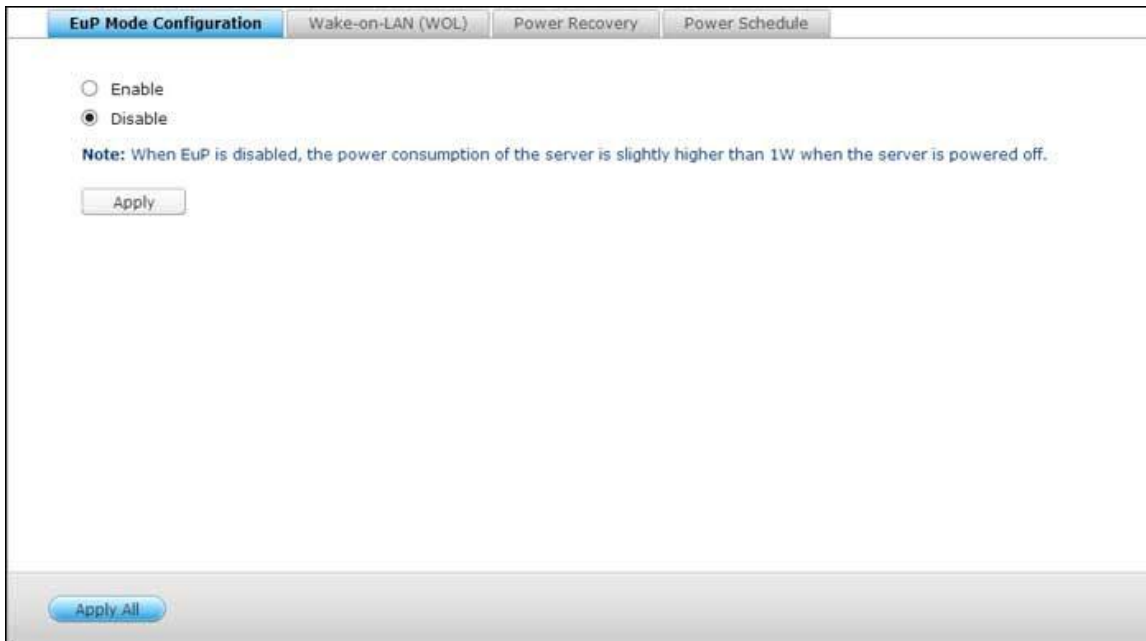 EuP Mode Configuration
Wake-on-LAN (WOL)
Power Recovery
Power Schedule
Enable
Disable
Note: When EuP is disabled, the power consumption of the server is slightly higher than 1W when the server is powered off.
Apply
Apply All